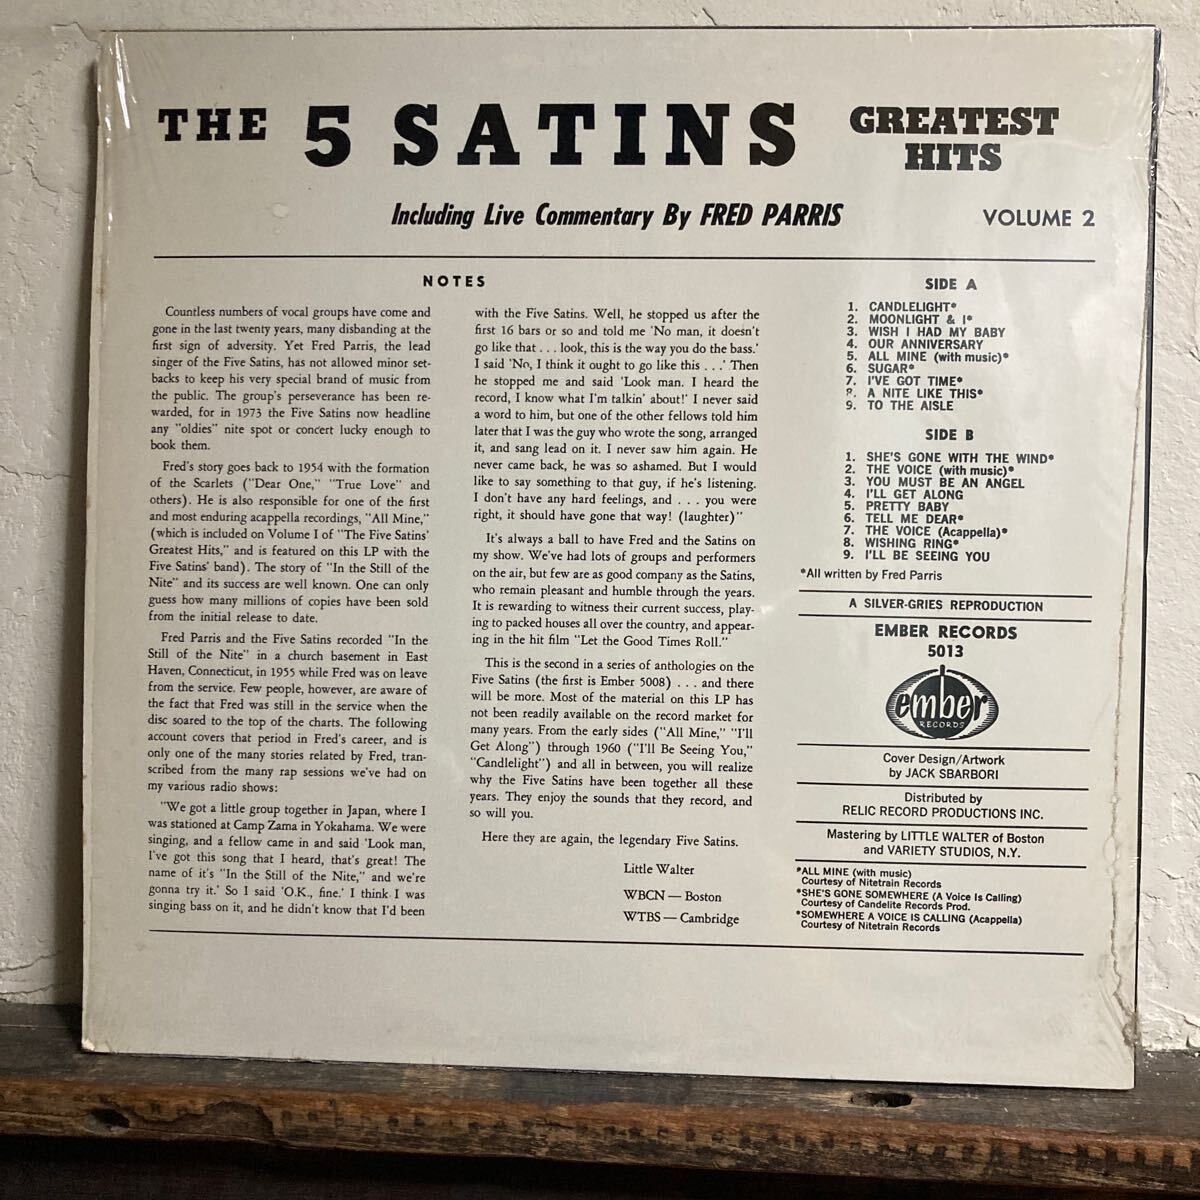 THE 5 SATINS GREATEST
HITS
Including Live Commentary By FRED PARRIS
VOLUME 2
NOTES
Countless numbers of vocal groups have come and
gone in the last twenty years, many disbanding at the
first sign of adversity. Yet Fred Parris, the lead
singer of the Five Satins, has not allowed minor set-
backs to keep his very special brand of music from
the public. The group's perseverance has been re-
warded, for in 1973 the Five Satins now headline
any "oldies" nite spot or concert lucky enough to
book them.
Fred's story goes back to 1954 with the formation
of the Scarlets ("Dear One," "True Love" and
others). He is also responsible for one of the first
and most enduring acappella recordings, "All Mine,"
(which is included on Volume I of "The Five Satins'
Greatest Hits," and is featured on this LP with the
Five Satins' band). The story of "In the Still of the
Nite" and its success are well known. One can only
guess how many millions of copies have been sold
from the initial release to date.
Fred Parris and the Five Satins recorded "In the
Still of the Nite" in a church basement in East
Haven, Connecticut, in 1955 while Fred was on leave
from the service. Few people, however, are aware of
the fact that Fred was still in the service when the
disc soared to the top of the charts. The following
account covers that period in Fred's career, and is
only one of the many stories related by Fred, tran-
scribed from the many rap sessions we've had on
my various radio shows:
"We got a little group together in Japan, where I
was stationed at Camp Zama in Yokahama. We were
singing, and a fellow came in and said 'Look man,
I've got this song that I heard, that's great! The
name of it's "In the Still of the Nite," and we're
gonna try it.' So I said 'O.K., fine.' I think I was
singing bass on it, and he didn't know that I'd been
with the Five Satins. Well, he stopped us after the
first 16 bars or so and told me 'No man, it doesn't
go like that . . . look, this is the way you do the bass.'
I said 'No, I think it ought to go like this . . .' Then
he stopped me and said 'Look man. I heard the
record, I know what I'm talkin' about!' I never said
a word to him, but one of the other fellows told him
later that I was the guy who wrote the song, arranged
it, and sang lead on it. I never saw him again. He
never came back, he was so ashamed. But I would
like to say something to that guy, if he's listening.
I don't have any hard feelings, and . . . you were
right, it should have gone that way! (laughter)"
It's always a ball to have Fred and the Satins on
my show. We've had lots of groups and performers
on the air, but few are as good company as the Satins,
who remain pleasant and humble through the years.
It is rewarding to witness their current success, play-
ing to packed houses all over the country, and appear-
ing in the hit film "Let the Good Times Roll."
This is the second in a series of anthologies on the
Five Satins (the first is Ember 5008) . . . and there
will be more. Most of the material on this LP has
not been readily available on the record market for
many years. From the early sides ("All Mine," "I'll
Get Along") through 1960 ("I'll Be Seeing You,"
"Candlelight") and all in between, you will realize
why the Five Satins have been together all these
years. They enjoy the sounds that they record, and
so will you.
Here they are again, the legendary Five Satins.
Little Walter
WBCN — Boston
WTBS — Cambridge
SIDE A
1. CANDLELIGHT*
2. MOONLIGHT & I*
3. WISH I HAD MY BABY
4. OUR ANNIVERSARY
5. ALL MINE (with music)*
6. SUGAR*
7. I'VE GOT TIME*
8. A NITE LIKE THIS*
9. TO THE AISLE
SIDE B
1. SHE'S GONE WITH THE WIND*
2. THE VOICE (with music)*
3. YOU MUST BE AN ANGEL
4. I'LL GET ALONG
5. PRETTY BABY
6. TELL ME DEAR*
7. THE VOICE (Acappella)*
8. WISHING RING*
9. I'LL BE SEEING YOU
*All written by Fred Parris
A SILVER-GRIES REPRODUCTION
EMBER RECORDS
5013
ember
RECORDS
Cover Design/Artwork
by JACK SBARBORI
Distributed by
RELIC RECORD PRODUCTIONS INC.
Mastering by LITTLE WALTER of Boston
and VARIETY STUDIOS, N.Y.
*ALL MINE (with music)
Courtesy of Nitetrain Records
*SHE'S GONE SOMEWHERE (A Voice Is Calling)
Courtesy of Candelite Records Prod.
*SOMEWHERE A VOICE IS CALLING (Acappella)
Courtesy of Nitetrain Records